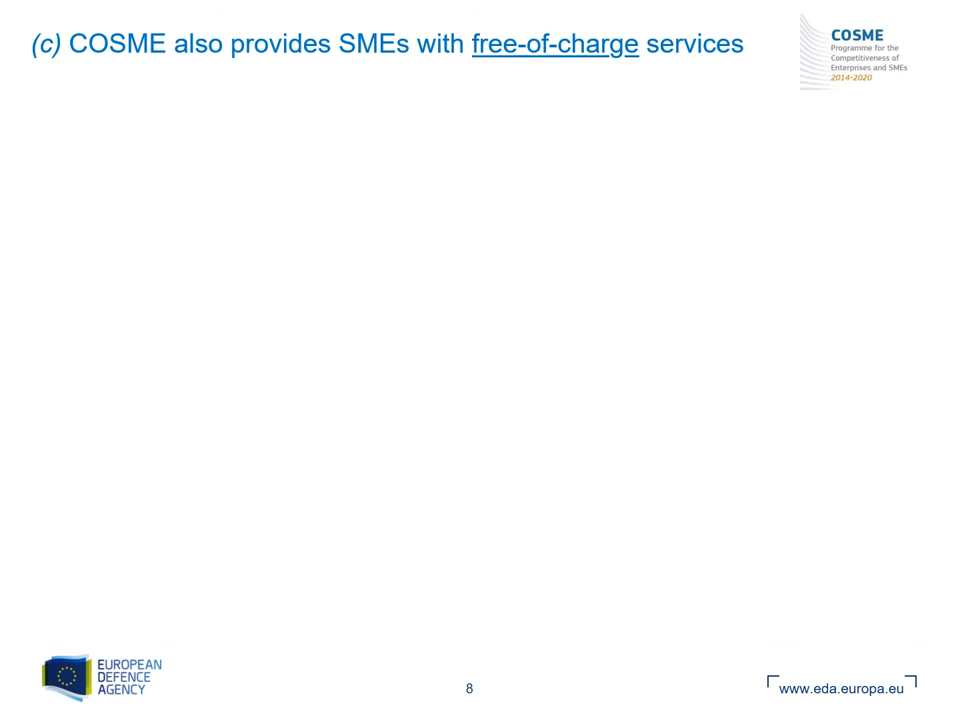 (c) COSME also provides SMEs with free-of-charge services
COSME
Programme for the
Competitiveness of
Enterprises and SMEs
2014-2020
EUROPEAN
DEFENCE
AGENCY
8
www.eda.europa.eu